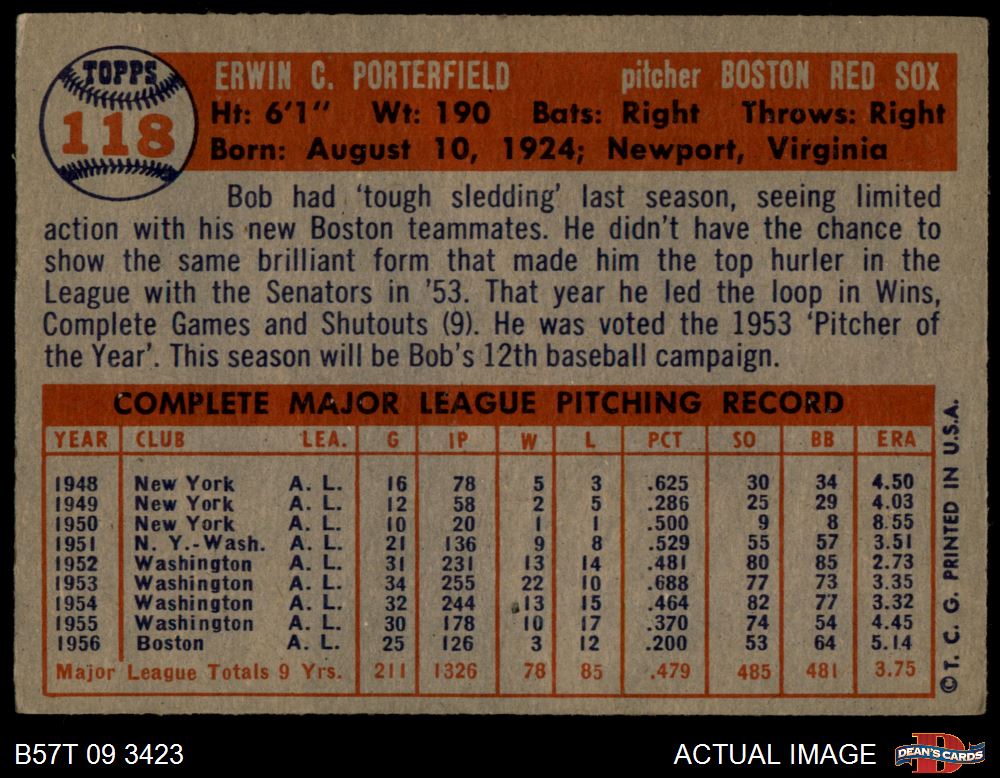 TOPPS
118
ERWIN C. PORTERFIELD pitcher BOSTON RED SOX
Ht: 6'1" Wt: 190 Bats: Right Throws: Right
Born: August 10, 1924; Newport, Virginia
Bob had 'tough sledding' last season, seeing limited
action with his new Boston teammates. He didn't have the chance to
show the same brilliant form that made him the top hurler in the
League with the Senators in '53. That year he led the loop in Wins,
Complete Games and Shutouts (9). He was voted the 1953 'Pitcher of
the Year'. This season will be Bob's 12th baseball campaign.
COMPLETE MAJOR LEAGUE PITCHING RECORD
YEAR CLUB LEA. G IP W L PCT SO BB ERA
1948 New York A. L. 16 78 5 3 .625 30 34 4.50
1949 New York A. L. 12 58 2 5 .286 25 29 4.03
1950 New York A. L. 10 20 1 1 .500 9 8 8.55
1951 N. Y.-Wash. A. L. 21 136 9 8 .529 55 57 3.51
1952 Washington A. L. 31 231 13 14 .481 80 85 2.73
1953 Washington A. L. 34 255 22 10 .688 77 73 3.35
1954 Washington A. L. 32 244 13 15 .464 82 77 3.32
1955 Washington A. L. 30 178 10 17 .370 74 54 4.45
1956 Boston A. L. 25 126 3 12 .200 53 64 5.14
Major League Totals 9 Yrs. 211 1326 78 85 .479 485 481 3.75
©T. C. G. PRINTED IN U.S.A.
B57T 09 3423 ACTUAL IMAGE DEAN'S CARDS